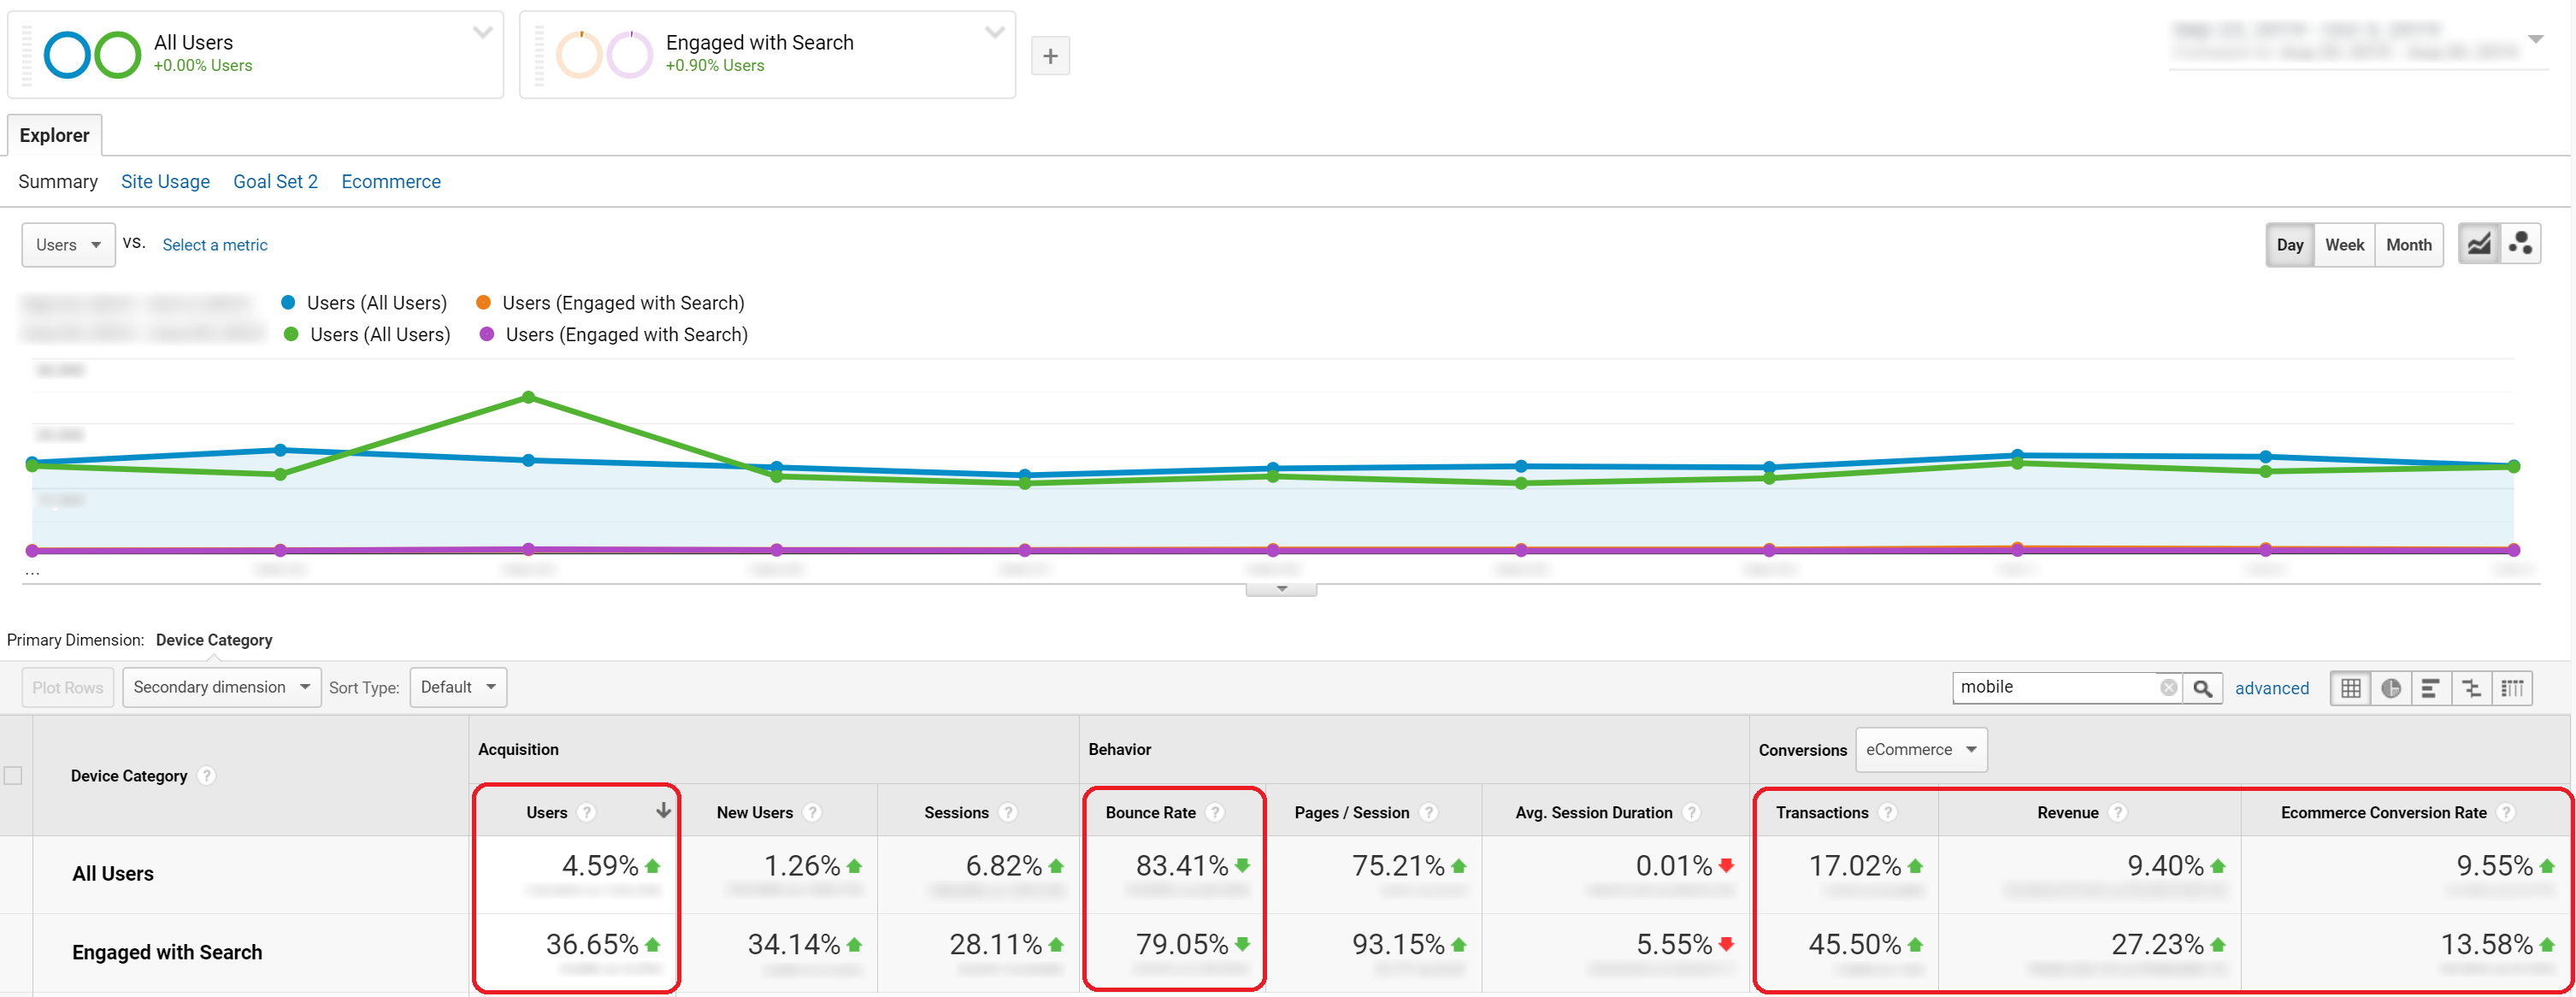 All Users
+0.00% Users
Engaged with Search
+0.90% Users
+
Explorer
Summary Site Usage Goal Set 2 Ecommerce
Users vs. Select a metric
Day Week Month
Users (All Users) Users (Engaged with Search)
Users (All Users) Users (Engaged with Search)
...
Primary Dimension: Device Category
Plot Rows Secondary dimension Sort Type: Default mobile advanced
Acquisition Behavior Conversions eCommerce
Device Category ?
Users ? New Users ? Sessions ? Bounce Rate ? Pages / Session ? Avg. Session Duration ? Transactions ? Revenue ? Ecommerce Conversion Rate ?
All Users 4.59% 1.26% 6.82% 83.41% 75.21% 0.01% 17.02% 9.40% 9.55%
Engaged with Search 36.65% 34.14% 28.11% 79.05% 93.15% 5.55% 45.50% 27.23% 13.58%